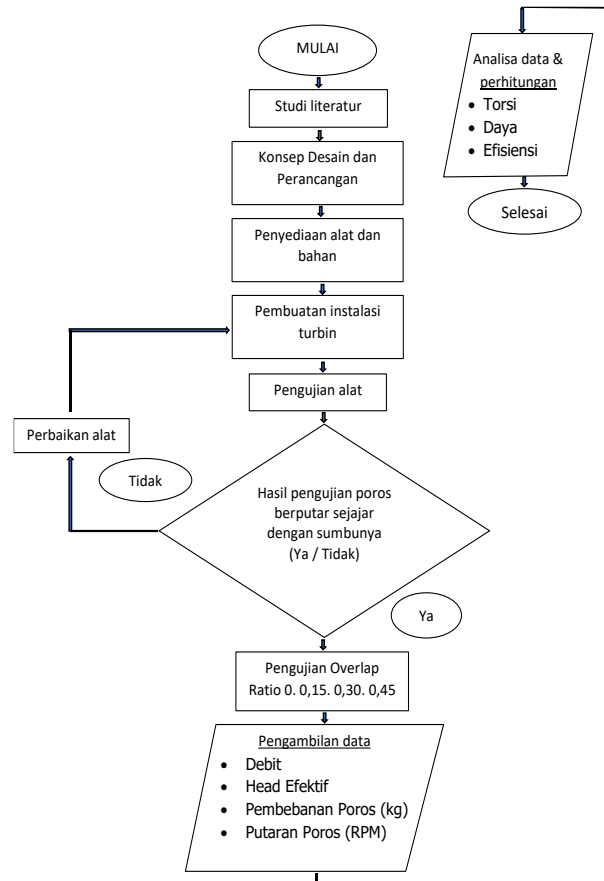 MULAI
Studi literatur
Konsep Desain dan
Perancangan
Penyediaan alat dan
bahan
Pembuatan instalasi
turbin
Pengujian alat
Perbaikan alat
Tidak
Hasil pengujian poros
berputar sejajar
dengan sumbunya
(Ya / Tidak)
Ya
Pengujian Overlap
Ratio 0. 0,15. 0,30. 0,45
Pengambilan data
• Debit
• Head Efektif
• Pembebanan Poros (kg)
• Putaran Poros (RPM)
Analisa data &
perhitungan
• Torsi
• Daya
• Efisiensi
Selesai